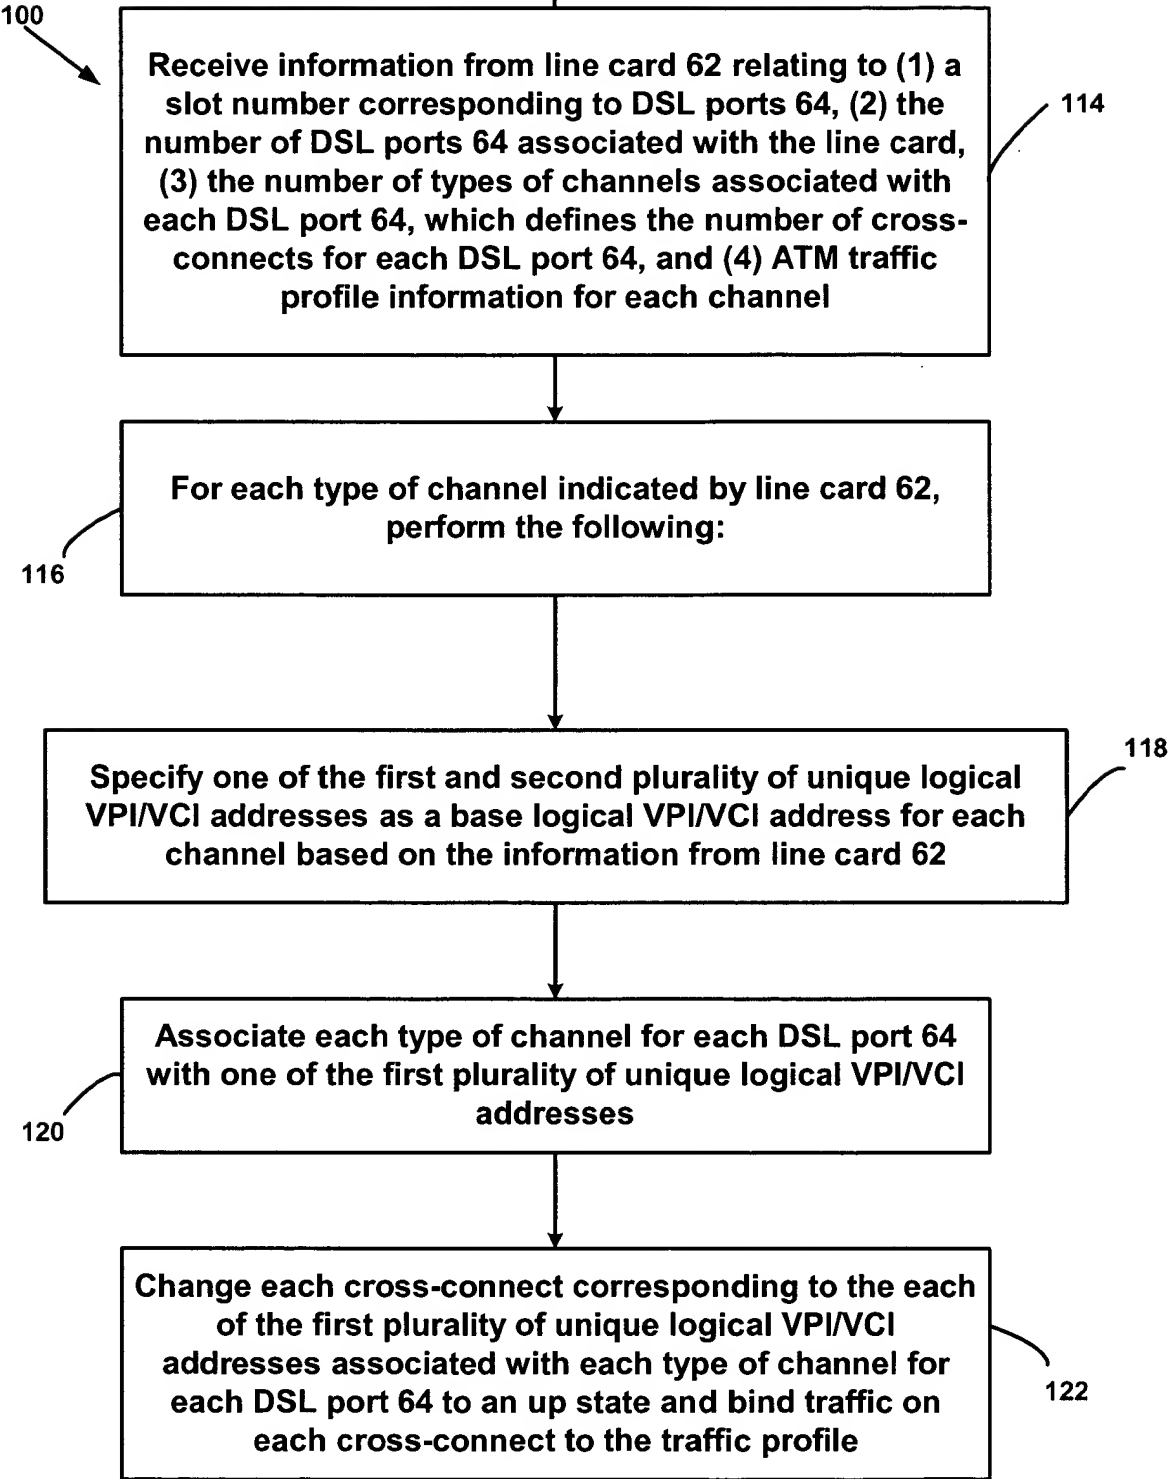 100
Receive information from line card 62 relating to (1) a
slot number corresponding to DSL ports 64, (2) the
number of DSL ports 64 associated with the line card,
(3) the number of types of channels associated with
each DSL port 64, which defines the number of cross-
connects for each DSL port 64, and (4) ATM traffic
profile information for each channel
114
For each type of channel indicated by line card 62,
perform the following:
116
Specify one of the first and second plurality of unique logical
VPI/VCI addresses as a base logical VPI/VCI address for each
channel based on the information from line card 62
118
Associate each type of channel for each DSL port 64
with one of the first plurality of unique logical VPI/VCI
addresses
120
Change each cross-connect corresponding to the each
of the first plurality of unique logical VPI/VCI
addresses associated with each type of channel for
each DSL port 64 to an up state and bind traffic on
each cross-connect to the traffic profile
122